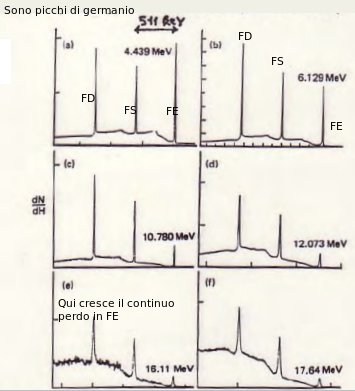 Sono picchi di germanio
511 keV
(a)
4.439 MeV
FD
FS
FE
(b)
FD
FS
6.129 MeV
FE
(c)
10.780 MeV
(d)
12.073 MeV
dN
dH
(e)
Qui cresce il continuo
perdo in FE
16.11 MeV
(f)
17.64 MeV